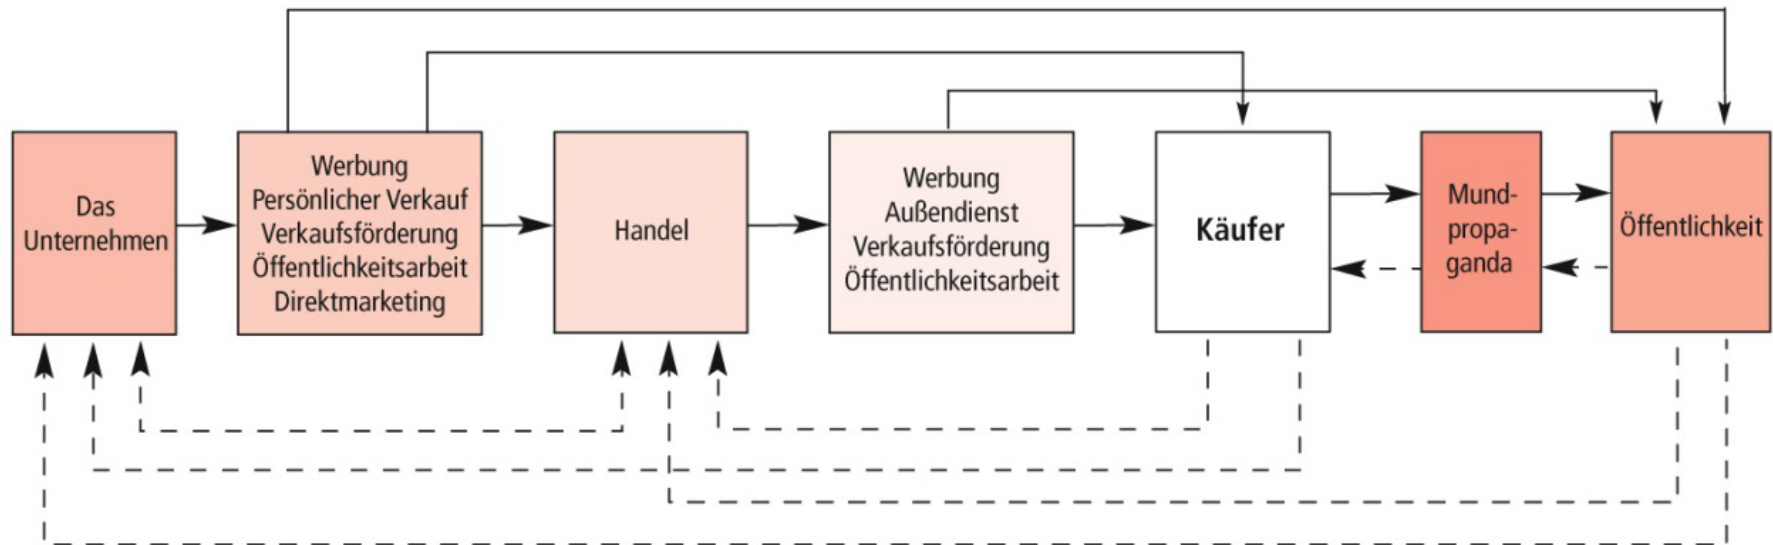 Das
Unternehmen
Werbung
Persönlicher Verkauf
Verkaufsförderung
Öffentlichkeitsarbeit
Direktmarketing
Handel
Werbung
Außendienst
Verkaufsförderung
Öffentlichkeitsarbeit
Käufer
Mund-
propa-
ganda
Öffentlichkeit